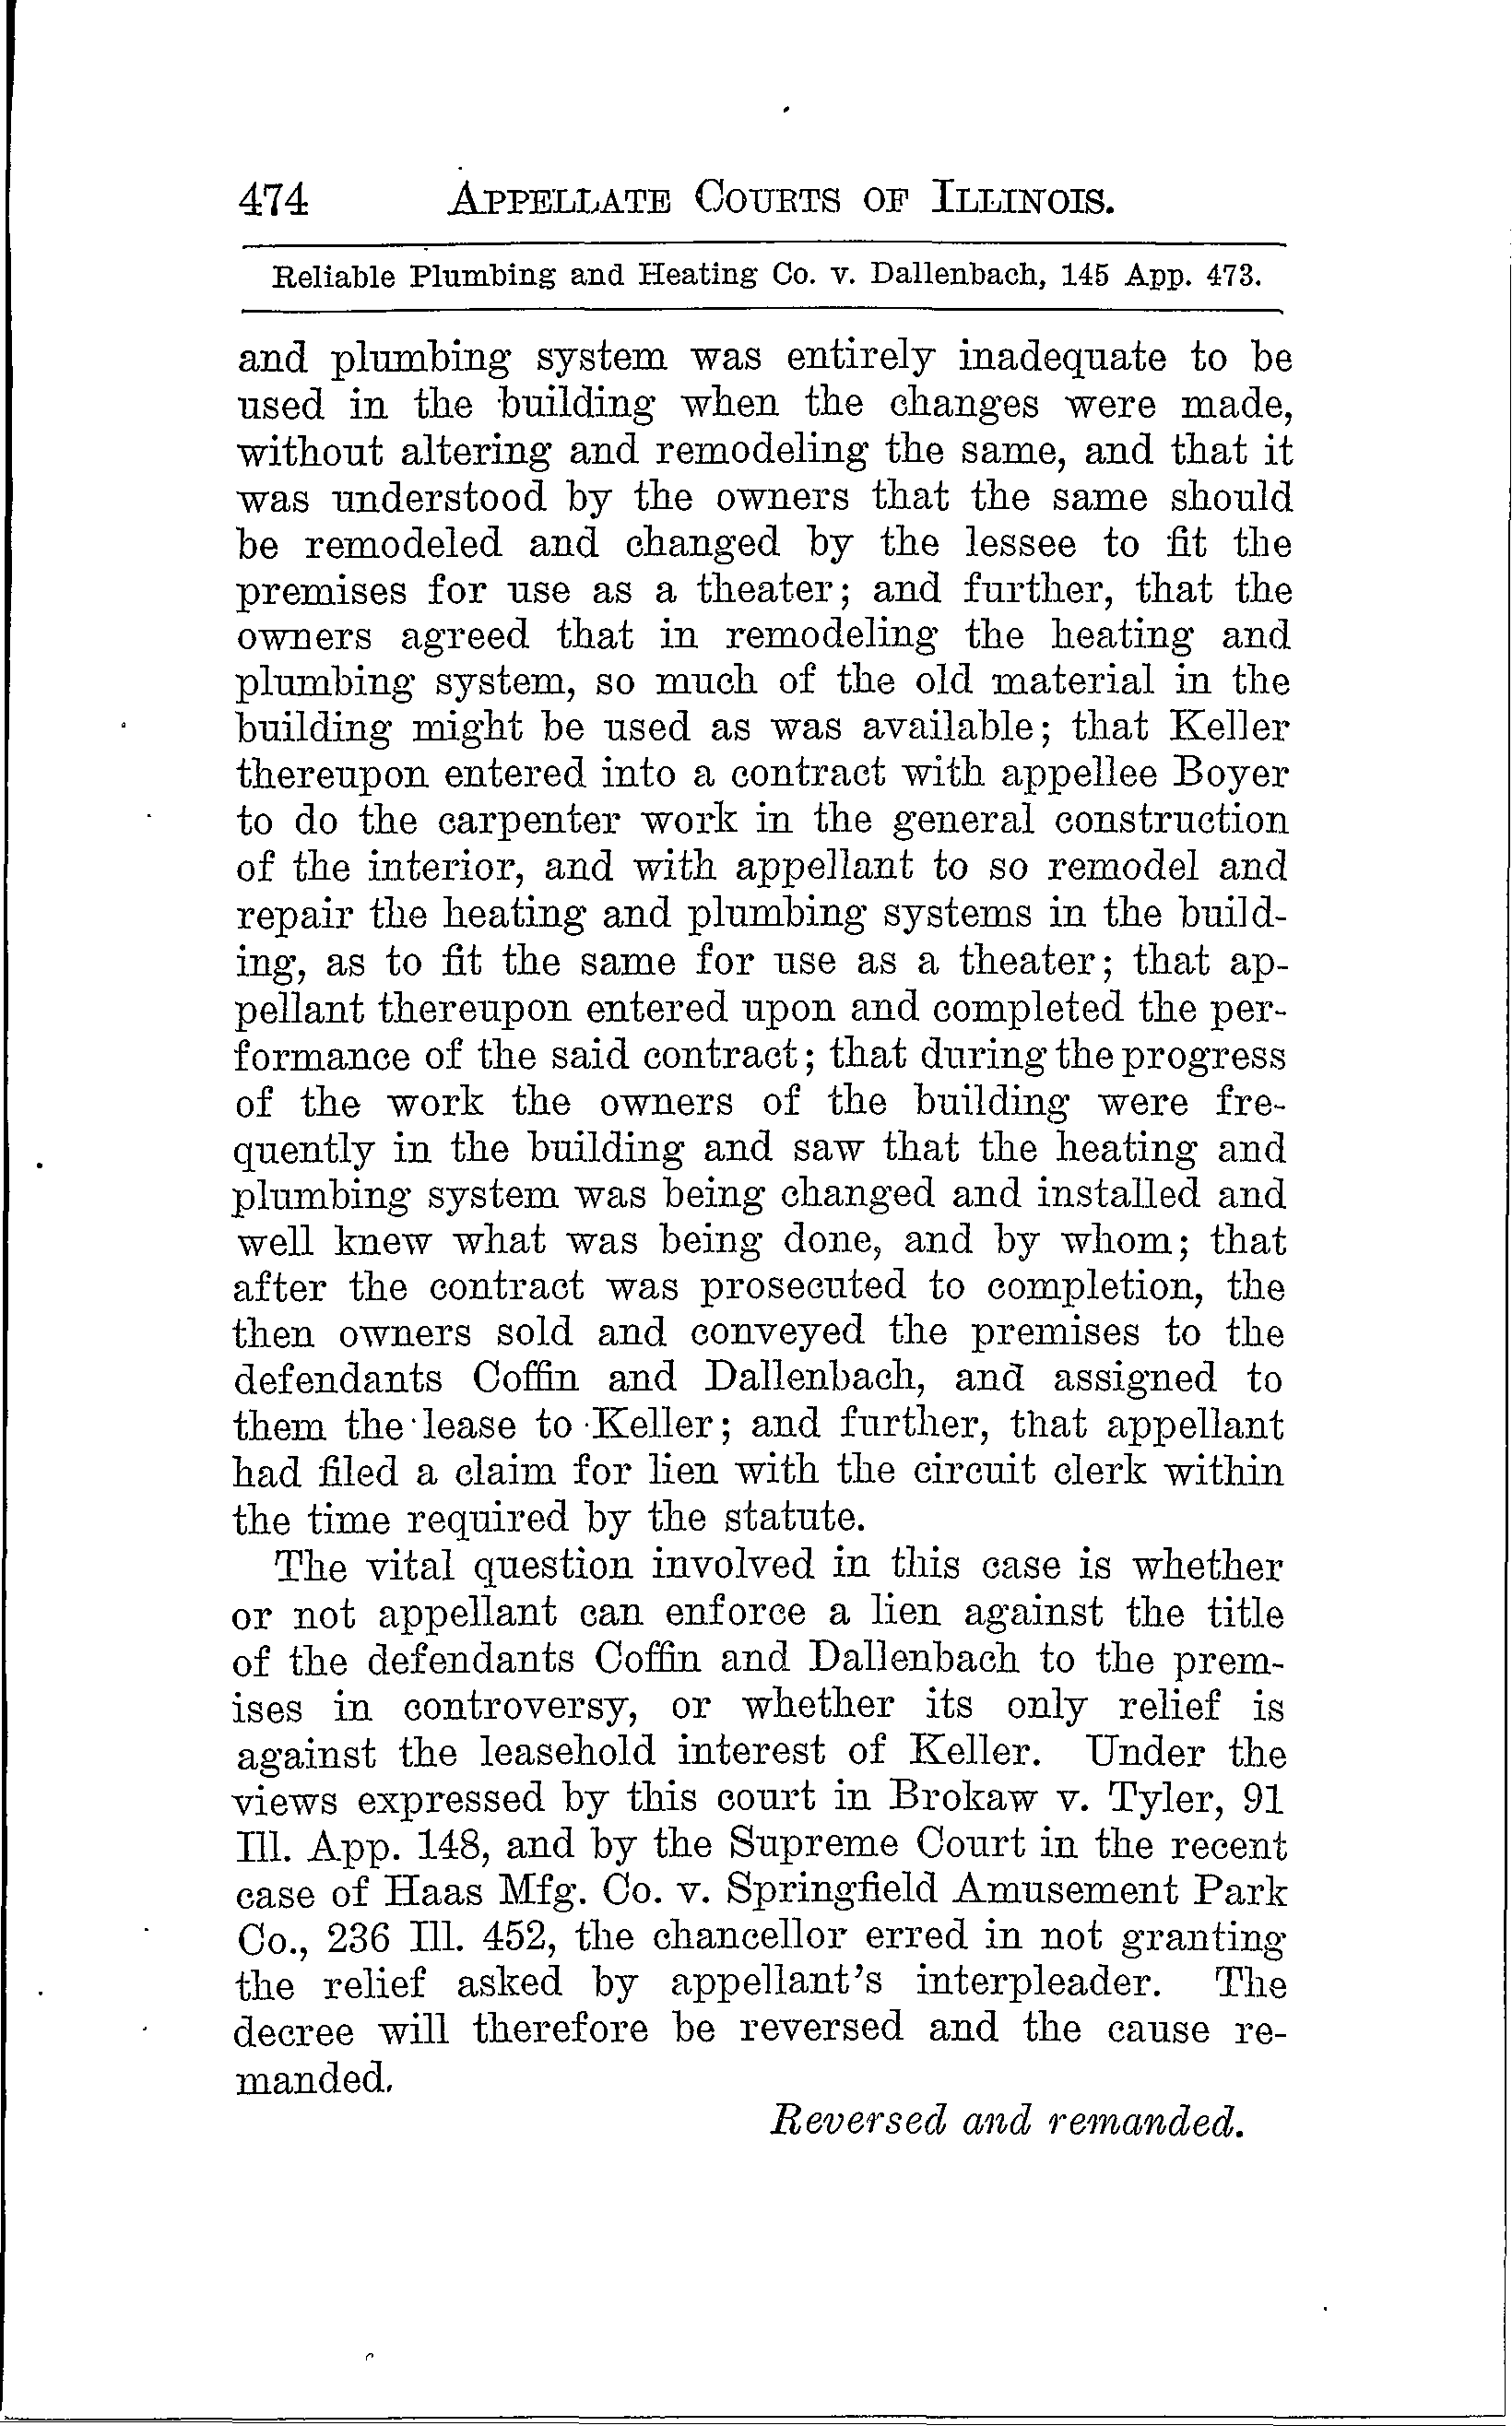 474 APPELLATE COURTS OF ILLINOIS.
Reliable Plumbing and Heating Co. v. Dallenbach, 145 App. 473.
and plumbing system was entirely inadequate to be
used in the building when the changes were made,
without altering and remodeling the same, and that it
was understood by the owners that the same should
be remodeled and changed by the lessee to fit the
premises for use as a theater; and further, that the
owners agreed that in remodeling the heating and
plumbing system, so much of the old material in the
building might be used as was available; that Keller
thereupon entered into a contract with appellee Boyer
to do the carpenter work in the general construction
of the interior, and with appellant to so remodel and
repair the heating and plumbing systems in the build-
ing, as to fit the same for use as a theater; that ap-
pellant thereupon entered upon and completed the per-
formance of the said contract; that during the progress
of the work the owners of the building were fre-
quently in the building and saw that the heating and
plumbing system was being changed and installed and
well knew what was being done, and by whom; that
after the contract was prosecuted to completion, the
then owners sold and conveyed the premises to the
defendants Coffin and Dallenbach, and assigned to
them the lease to Keller; and further, that appellant
had filed a claim for lien with the circuit clerk within
the time required by the statute.
The vital question involved in this case is whether
or not appellant can enforce a lien against the title
of the defendants Coffin and Dallenbach to the prem-
ises in controversy, or whether its only relief is
against the leasehold interest of Keller. Under the
views expressed by this court in Brokaw v. Tyler, 91
Ill. App. 148, and by the Supreme Court in the recent
case of Haas Mfg. Co. v. Springfield Amusement Park
Co., 236 Ill. 452, the chancellor erred in not granting
the relief asked by appellant's interpleader. The
decree will therefore be reversed and the cause re-
manded.
Reversed and remanded.